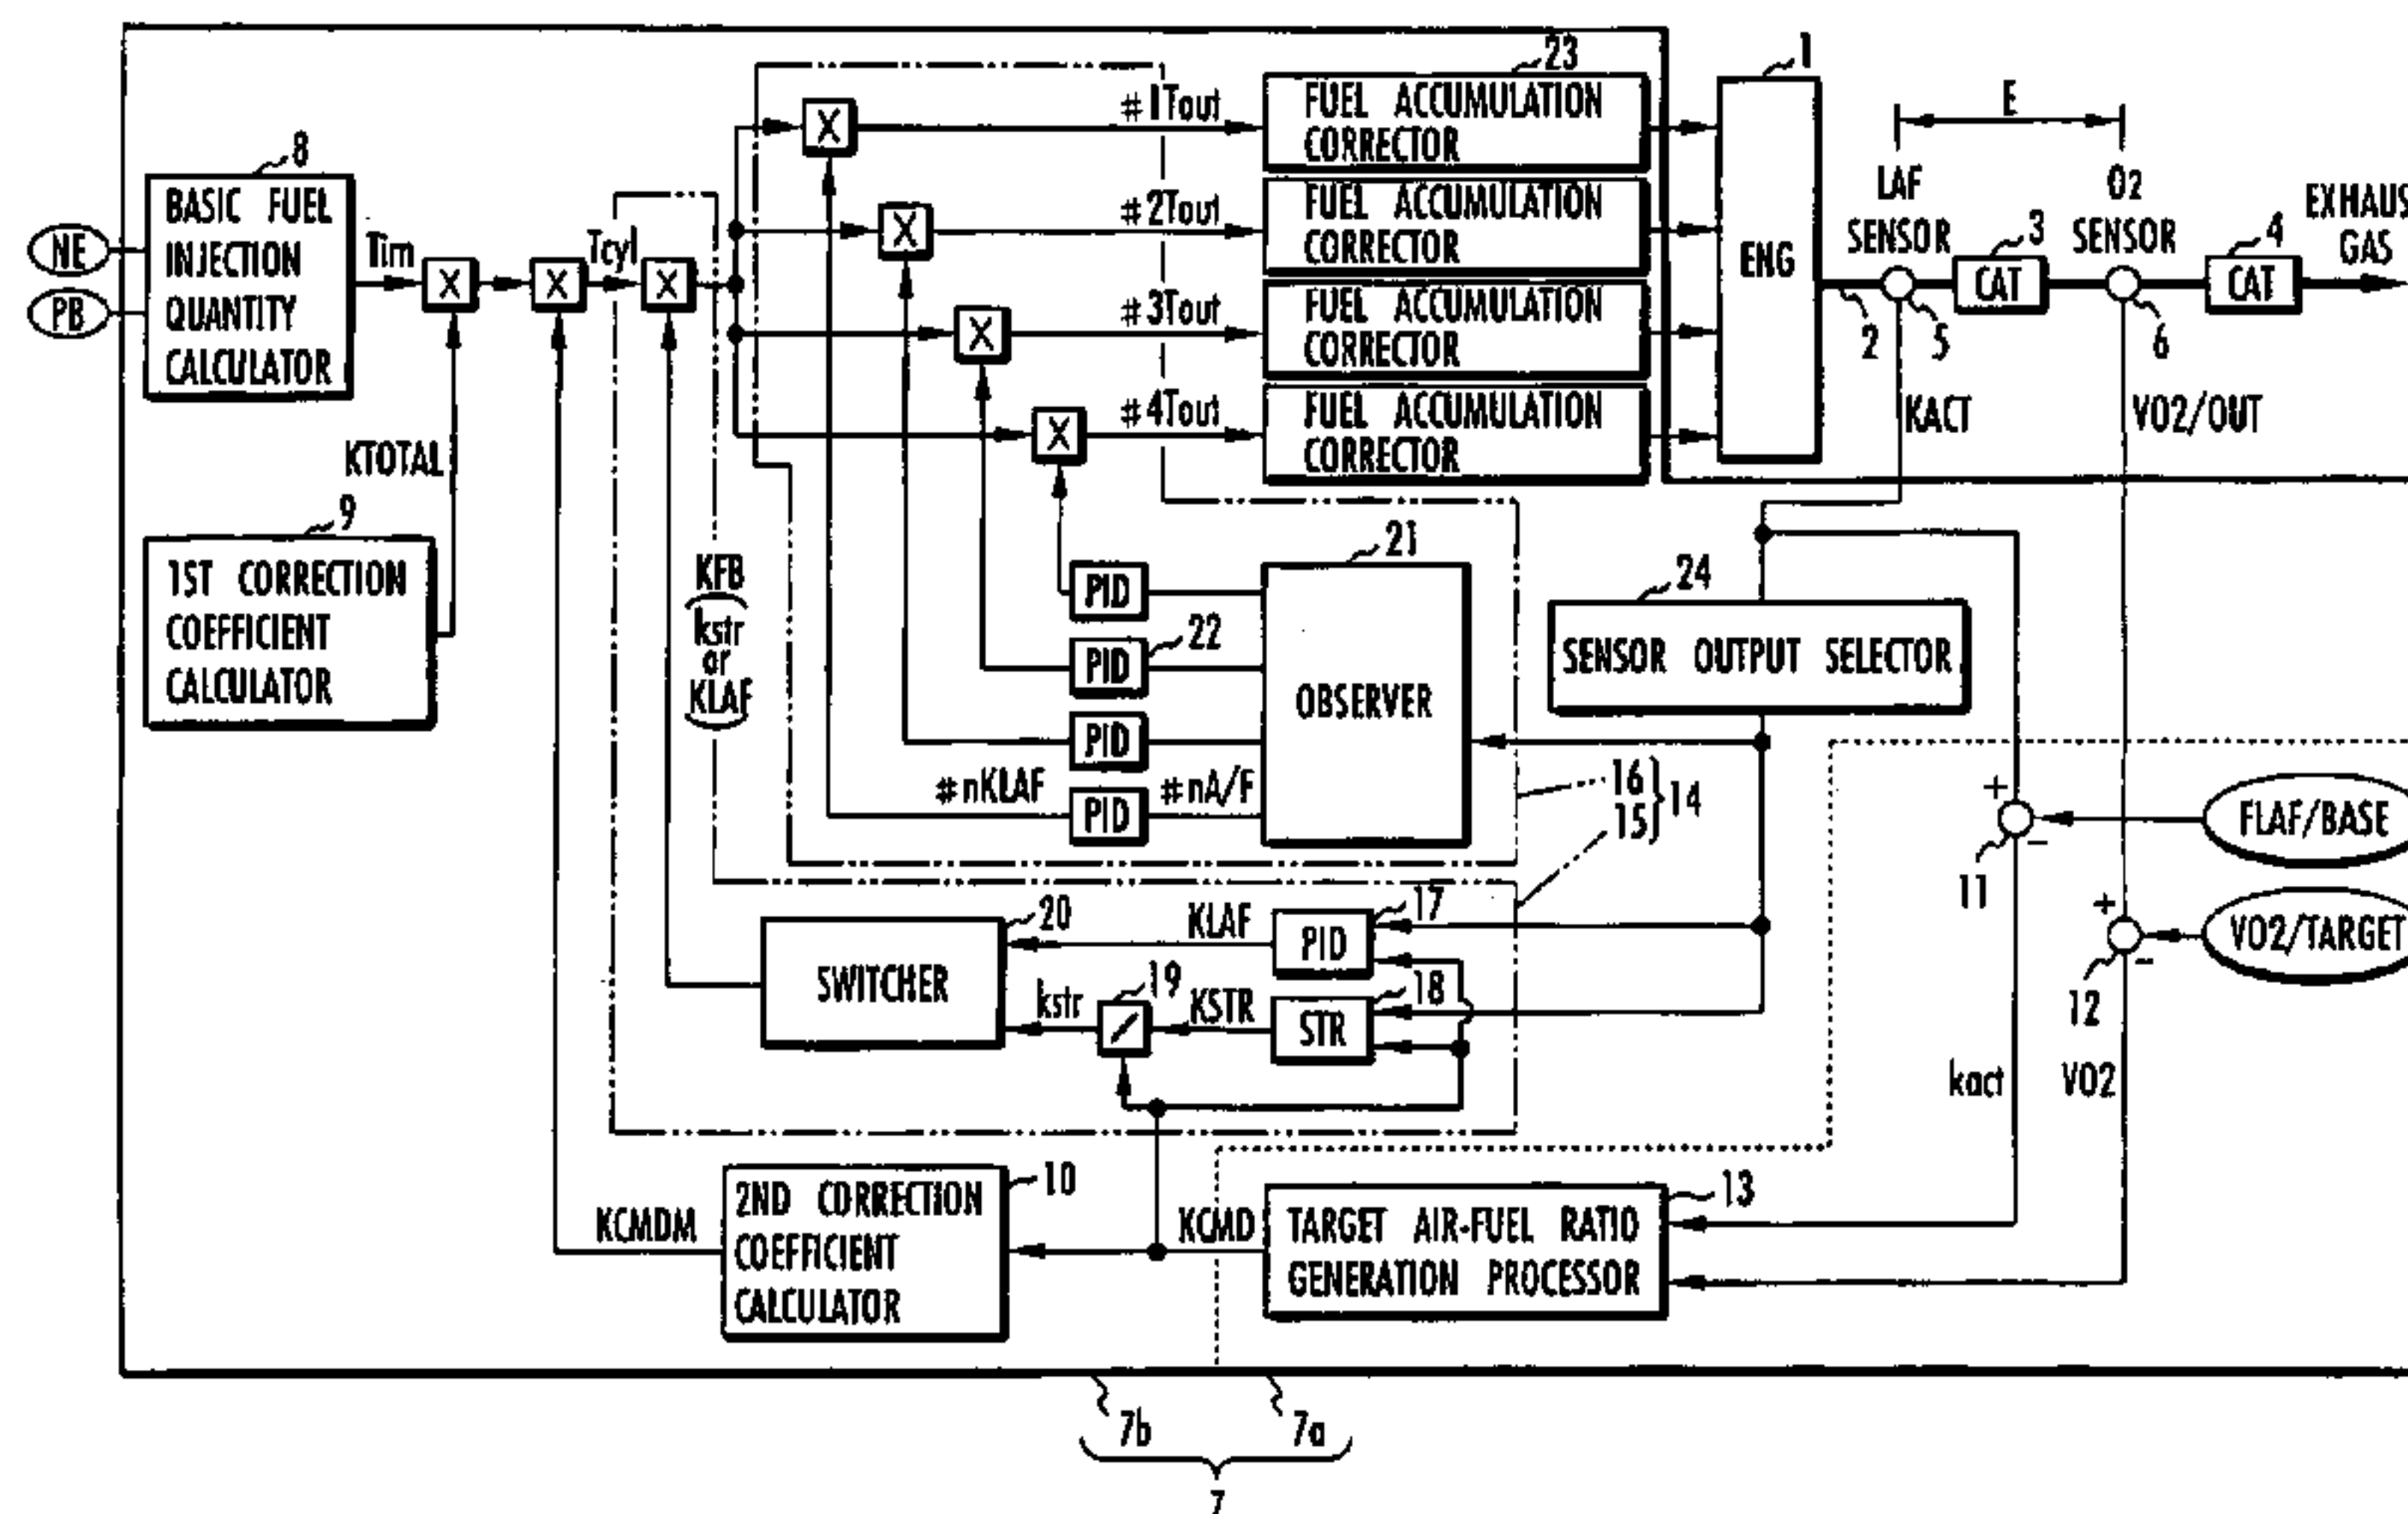 23
1
FUEL ACCUMULATION
CORRECTOR
#1Tout
E
8
BASIC FUEL
INJECTION
QUANTITY
CALCULATOR
NE
PB
Tim
X
X
Tcyl
X
X
X
X
X
#2Tout
FUEL ACCUMULATION
CORRECTOR
#3Tout
FUEL ACCUMULATION
CORRECTOR
#4Tout
FUEL ACCUMULATION
CORRECTOR
ENG
LAF
SENSOR
O2
SENSOR
3
CAT
4
CAT
EXHAUS
GAS
2
5
6
KACT
VO2/OUT
KTOTAL
9
1ST CORRECTION
COEFFICIENT
CALCULATOR
KFB
(kstr
or
KLAF)
21
OBSERVER
PID
PID
22
PID
PID
#nKLAF
#nA/F
24
SENSOR OUTPUT SELECTOR
16
15
}14
+
11
-
FLAF/BASE
+
12
-
VO2/TARGET
20
SWITCHER
KLAF
17
PID
kstr
19
/
KSTR
18
STR
kact
VO2
10
2ND CORRECTION
COEFFICIENT
CALCULATOR
KCMDM
KCMD
13
TARGET AIR-FUEL RATIO
GENERATION PROCESSOR
7b
7a
7